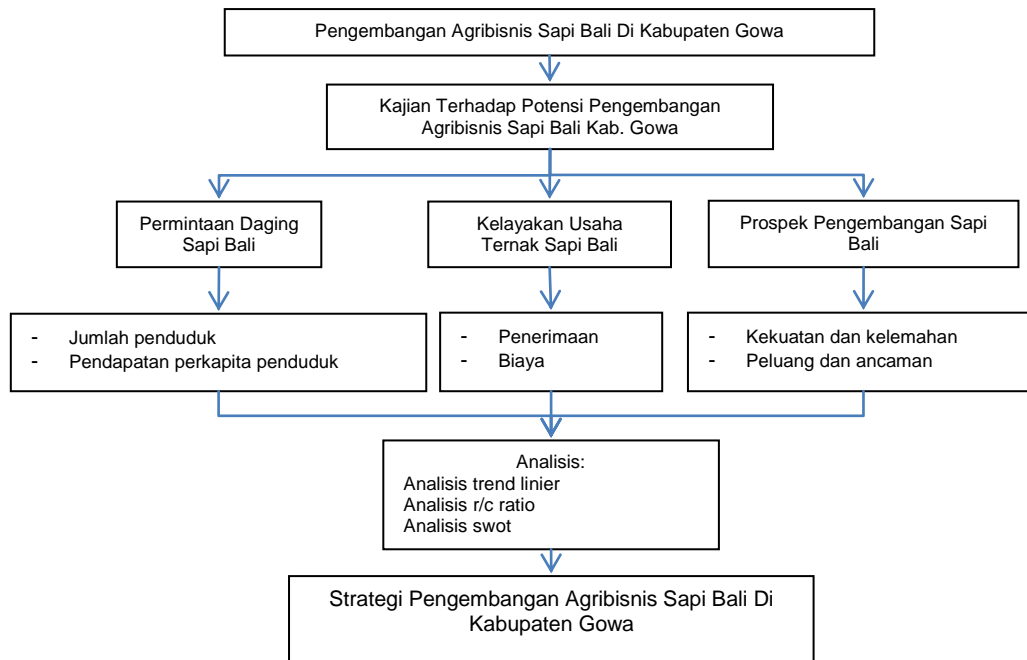 Pengembangan Agribisnis Sapi Bali Di Kabupaten Gowa
Kajian Terhadap Potensi Pengembangan
Agribisnis Sapi Bali Kab. Gowa
Permintaan Daging
Sapi Bali
Kelayakan Usaha
Ternak Sapi Bali
Prospek Pengembangan Sapi
Bali
- Jumlah penduduk
- Pendapatan perkapita penduduk
- Penerimaan
- Biaya
- Kekuatan dan kelemahan
- Peluang dan ancaman
Analisis:
Analisis trend linier
Analisis r/c ratio
Analisis swot
Strategi Pengembangan Agribisnis Sapi Bali Di
Kabupaten Gowa